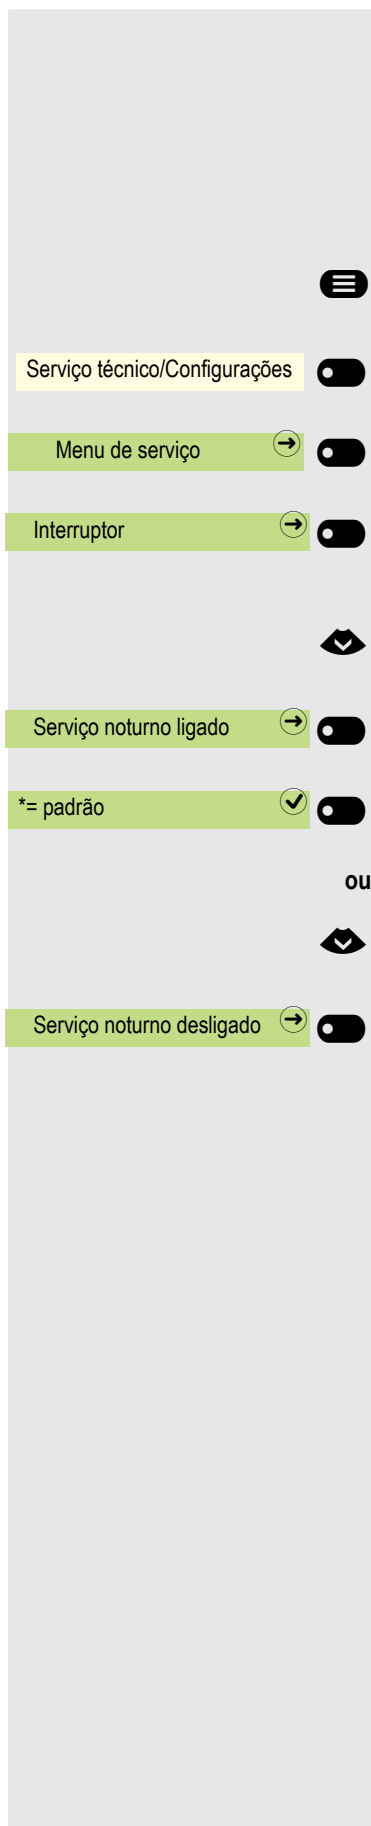 Serviço técnico/Configurações
Menu de serviço
Interruptor
Serviço noturno ligado
*= padrão
ou
Serviço noturno desligado